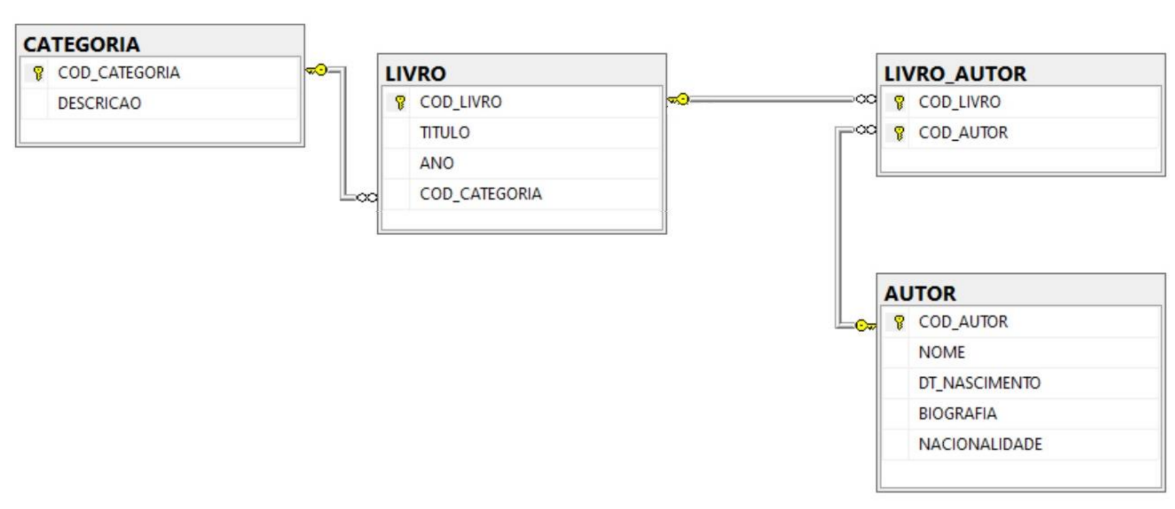 CATEGORIA
COD_CATEGORIA
DESCRICAO
LIVRO
COD_LIVRO
TITULO
ANO
COD_CATEGORIA
LIVRO_AUTOR
COD_LIVRO
COD_AUTOR
AUTOR
COD_AUTOR
NOME
DT_NASCIMENTO
BIOGRAFIA
NACIONALIDADE